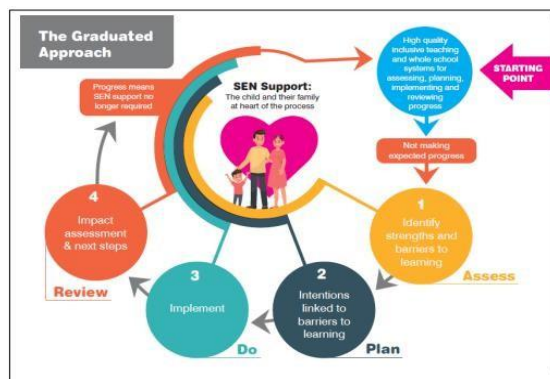 The Graduated
Approach
High quality
inclusive teaching
and whole school
systems for
assessing, planning,
implementing and
reviewing
progress
STARTING
POINT
Progress means
SEN support no
longer required
SEN Support:
The child and their family
at heart of the process
Not making
expected progress
1
Identify
strengths and
barriers to
learning
Assess
2
Intentions
linked to
barriers to
learning
Plan
3
Implement
Do
4
Impact
assessment
& next steps
Review